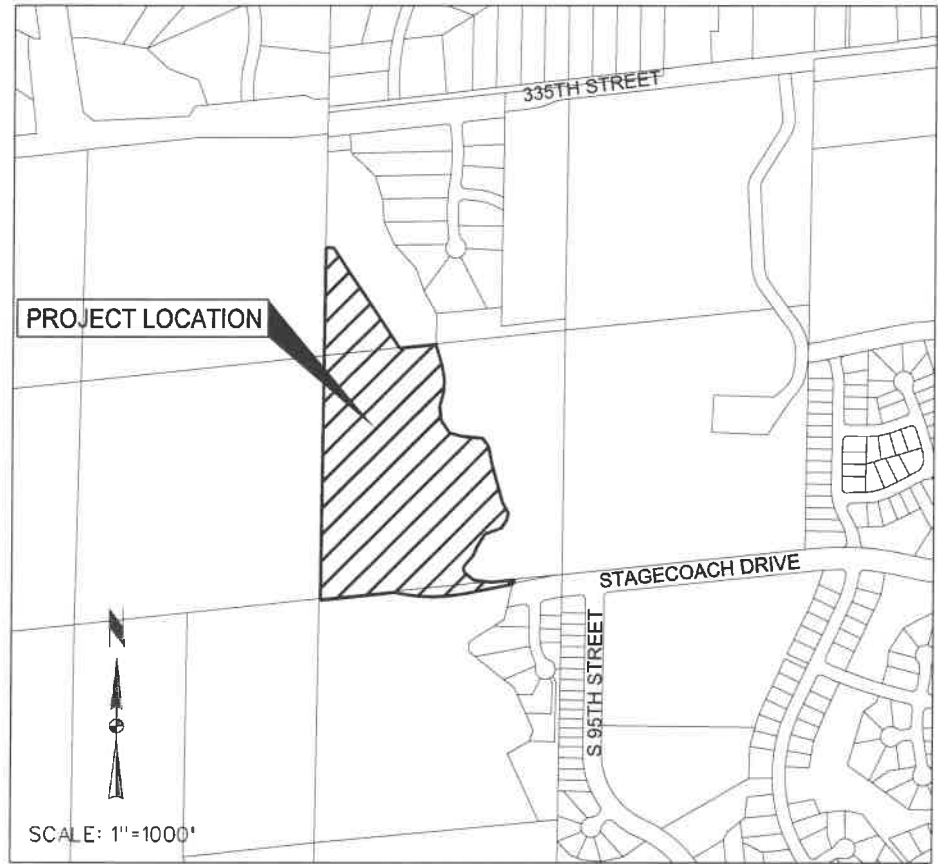 335TH STREET
PROJECT LOCATION
STAGECOACH DRIVE
S 95TH STREET
N
SCALE: 1"=1000'